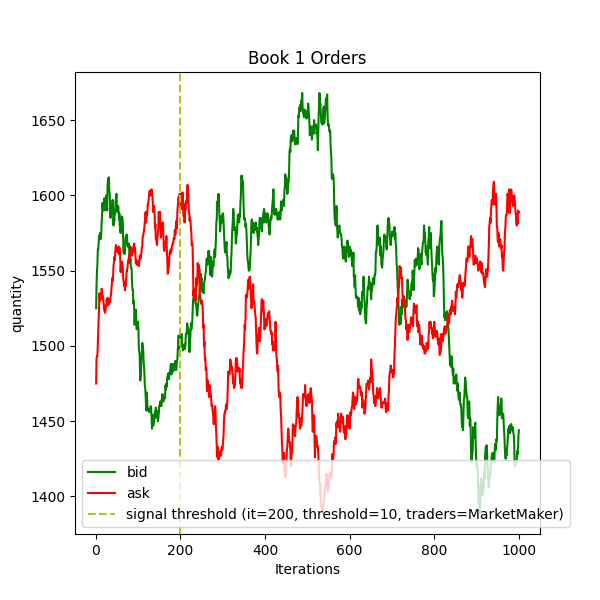 Book 1 Orders
quantity
1650
1600
1550
1500
1450
1400
bid
ask
signal threshold (it=200, threshold=10, traders=MarketMaker)
0 200 400 600 800 1000
Iterations